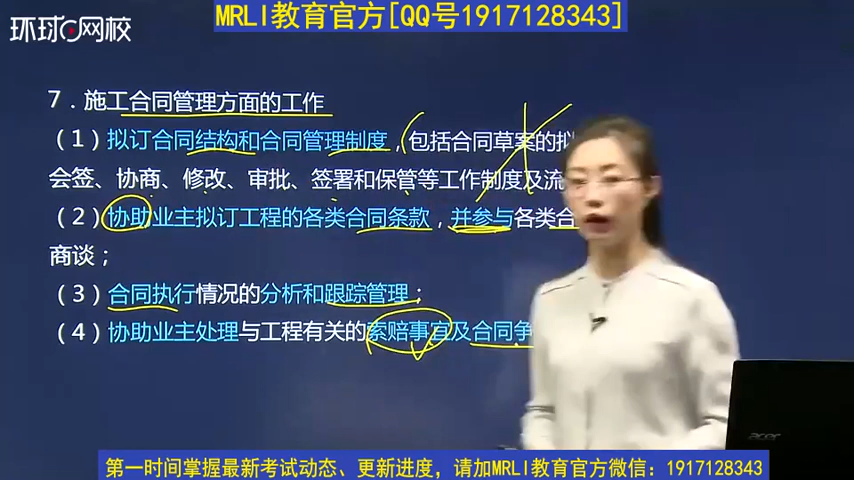 MRLI教育官方[QQ号1917128343]
环球网校
7．施工合同管理方面的工作
（1）拟订合同结构和合同管理制度，包括合同草案的拟
会签、协商、修改、审批、签署和保管等工作制度及流
（2）协助业主拟订工程的各类合同条款，并参与各类合
商谈；
（3）合同执行情况的分析和跟踪管理；
（4）协助业主处理与工程有关的索赔事宜及合同争
acer
第一时间掌握最新考试动态、更新进度，请加MRLI教育官方微信：1917128343